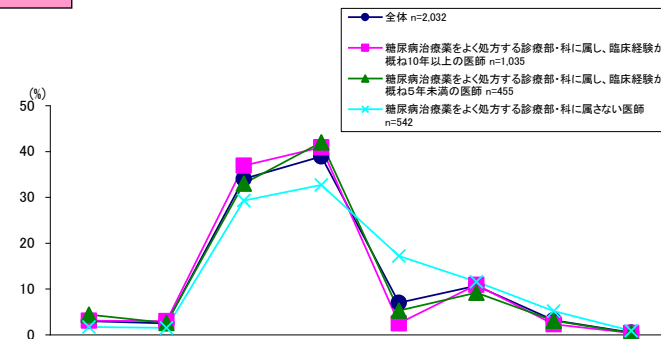 全体 n=2,032
糖尿病治療薬をよく処方する診療部・科に属し、臨床経験が
概ね10年以上の医師 n=1,035
糖尿病治療薬をよく処方する診療部・科に属し、臨床経験が
概ね5年未満の医師 n=455
糖尿病治療薬をよく処方する診療部・科に属さない医師
n=542
(%)
50
40
30
20
10
0